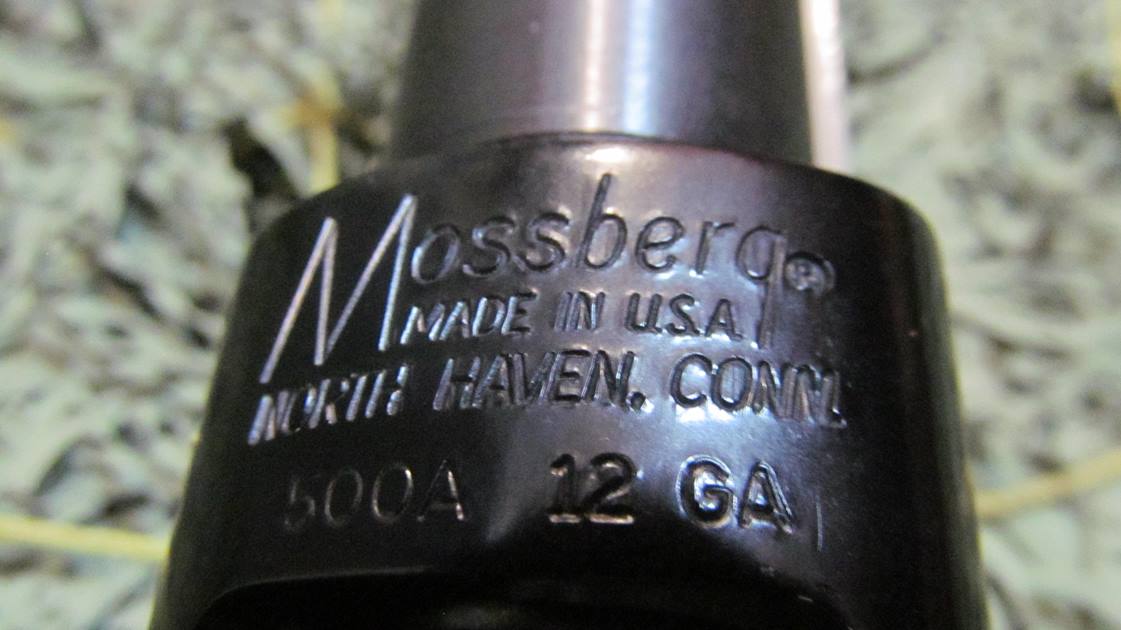 Mossberg®
MADE IN U.S.A.
NORTH HAVEN, CONN.
500A 12 GA